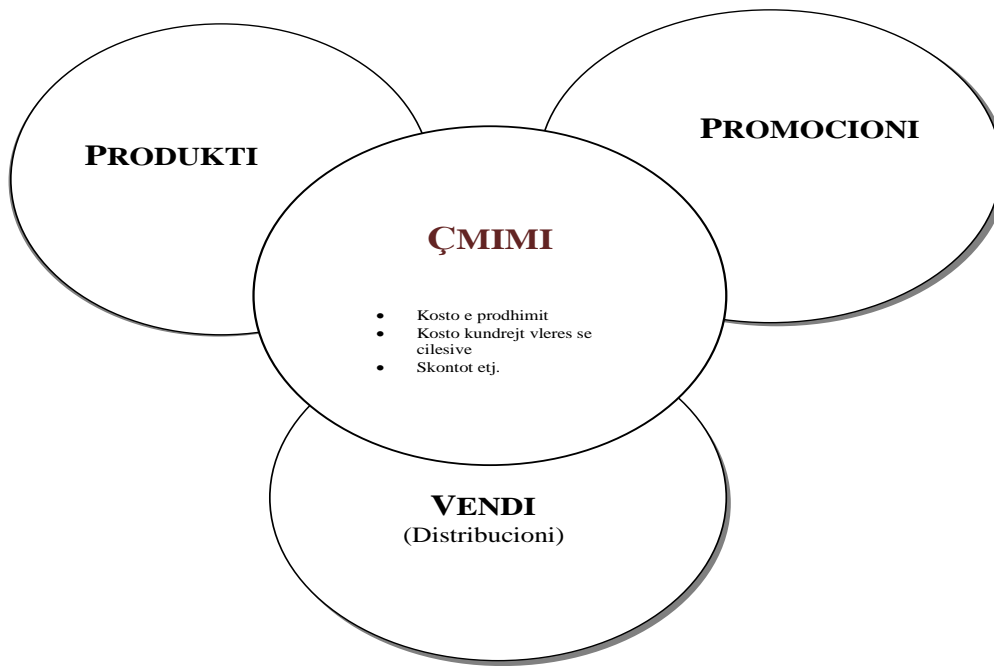 PRODUKTI
PROMOCIONI
ÇMIMI
• Kosto e prodhimit
• Kosto kundrejt vleres se
cilesive
• Skontot etj.
VENDI
(Distribucioni)